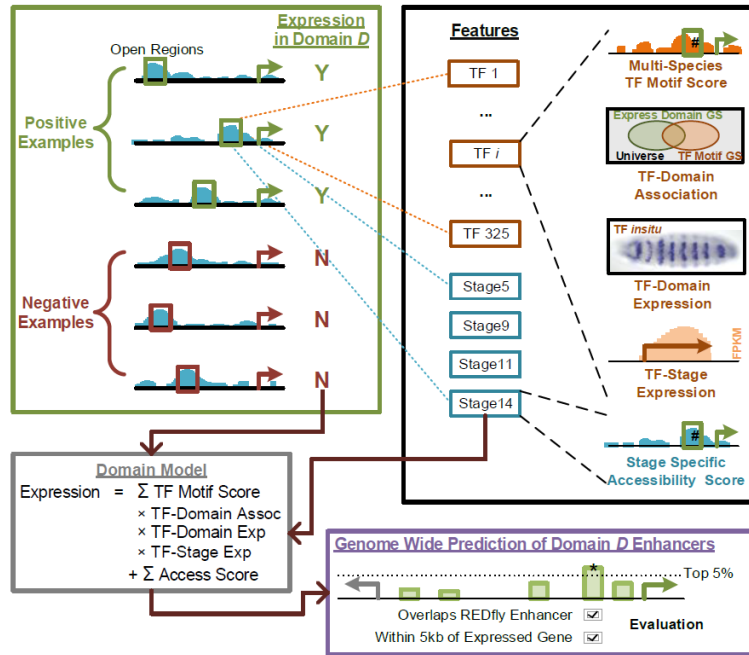 Expression
in Domain D
Open Regions
Y
Positive
Examples
Y
Y
N
Negative
Examples
N
N
Features
TF 1
...
TF i
...
TF 325
Stage5
Stage9
Stage11
Stage14
#
Multi-Species
TF Motif Score
Express Domain GS
Universe TF Motif GS
TF-Domain
Association
TF insitu
TF-Domain
Expression
FPKM
TF-Stage
Expression
#
Stage Specific
Accessibility Score
Domain Model
Expression = Σ TF Motif Score
× TF-Domain Assoc
× TF-Domain Exp
× TF-Stage Exp
+ Σ Access Score
Genome Wide Prediction of Domain D Enhancers
* Top 5%
Overlaps REDfly Enhancer
Within 5kb of Expressed Gene
Evaluation